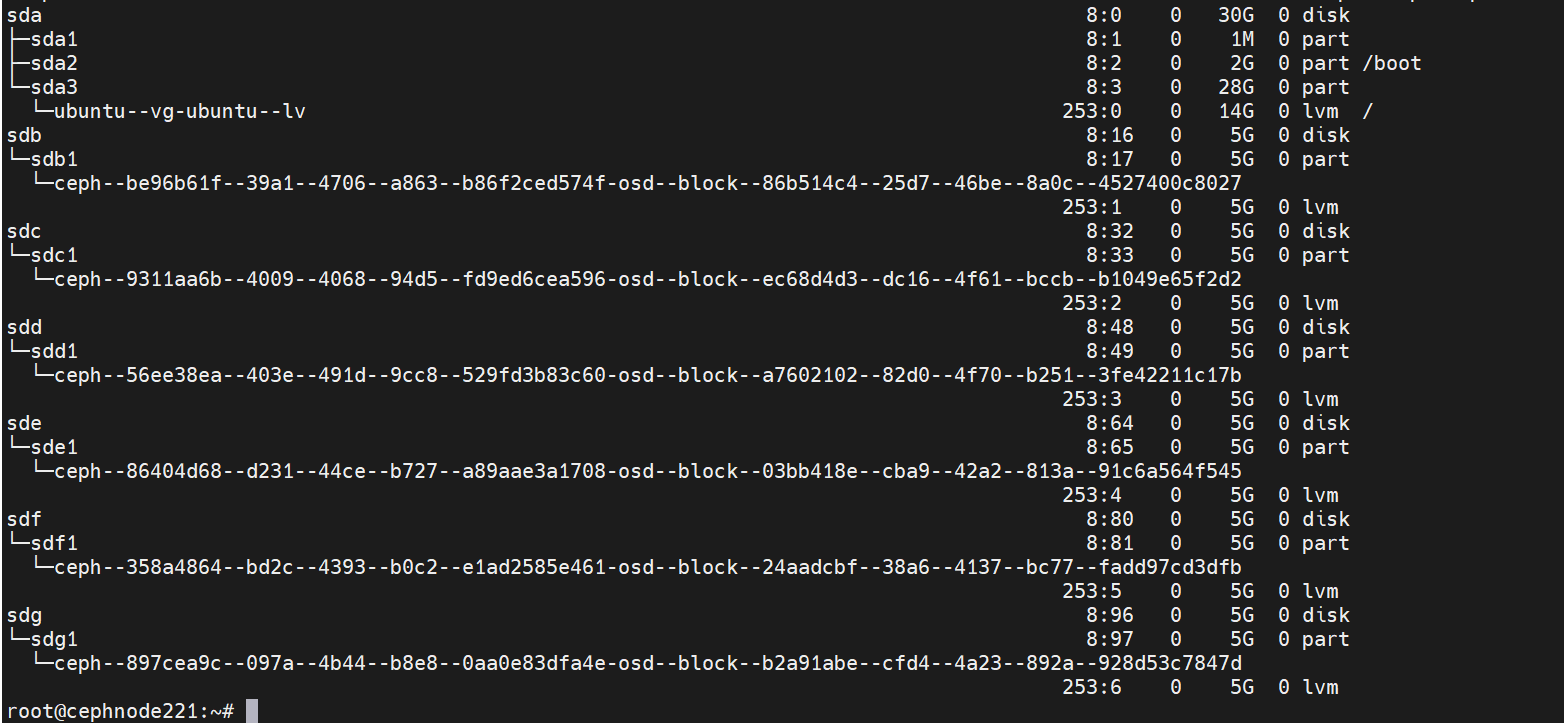 sda 8:0 0 30G 0 disk
├─sda1 8:1 0 1M 0 part
├─sda2 8:2 0 2G 0 part /boot
└─sda3 8:3 0 28G 0 part
└─ubuntu--vg-ubuntu--lv 253:0 0 14G 0 lvm /
sdb 8:16 0 5G 0 disk
└─sdb1 8:17 0 5G 0 part
└─ceph--be96b61f--39a1--4706--a863--b86f2ced574f-osd--block--86b514c4--25d7--46be--8a0c--4527400c8027
253:1 0 5G 0 lvm
sdc 8:32 0 5G 0 disk
└─sdc1 8:33 0 5G 0 part
└─ceph--9311aa6b--4009--4068--94d5--fd9ed6cea596-osd--block--ec68d4d3--dc16--4f61--bccb--b1049e65f2d2
253:2 0 5G 0 lvm
sdd 8:48 0 5G 0 disk
└─sdd1 8:49 0 5G 0 part
└─ceph--56ee38ea--403e--491d--9cc8--529fd3b83c60-osd--block--a7602102--82d0--4f70--b251--3fe42211c17b
253:3 0 5G 0 lvm
sde 8:64 0 5G 0 disk
└─sde1 8:65 0 5G 0 part
└─ceph--86404d68--d231--44ce--b727--a89aae3a1708-osd--block--03bb418e--cba9--42a2--813a--91c6a564f545
253:4 0 5G 0 lvm
sdf 8:80 0 5G 0 disk
└─sdf1 8:81 0 5G 0 part
└─ceph--358a4864--bd2c--4393--b0c2--e1ad2585e461-osd--block--24aadcbf--38a6--4137--bc77--fadd97cd3dfb
253:5 0 5G 0 lvm
sdg 8:96 0 5G 0 disk
└─sdg1 8:97 0 5G 0 part
└─ceph--897cea9c--097a--4b44--b8e8--0aa0e83dfa4e-osd--block--b2a91abe--cfd4--4a23--892a--928d53c7847d
253:6 0 5G 0 lvm
root@cephnode221:~#